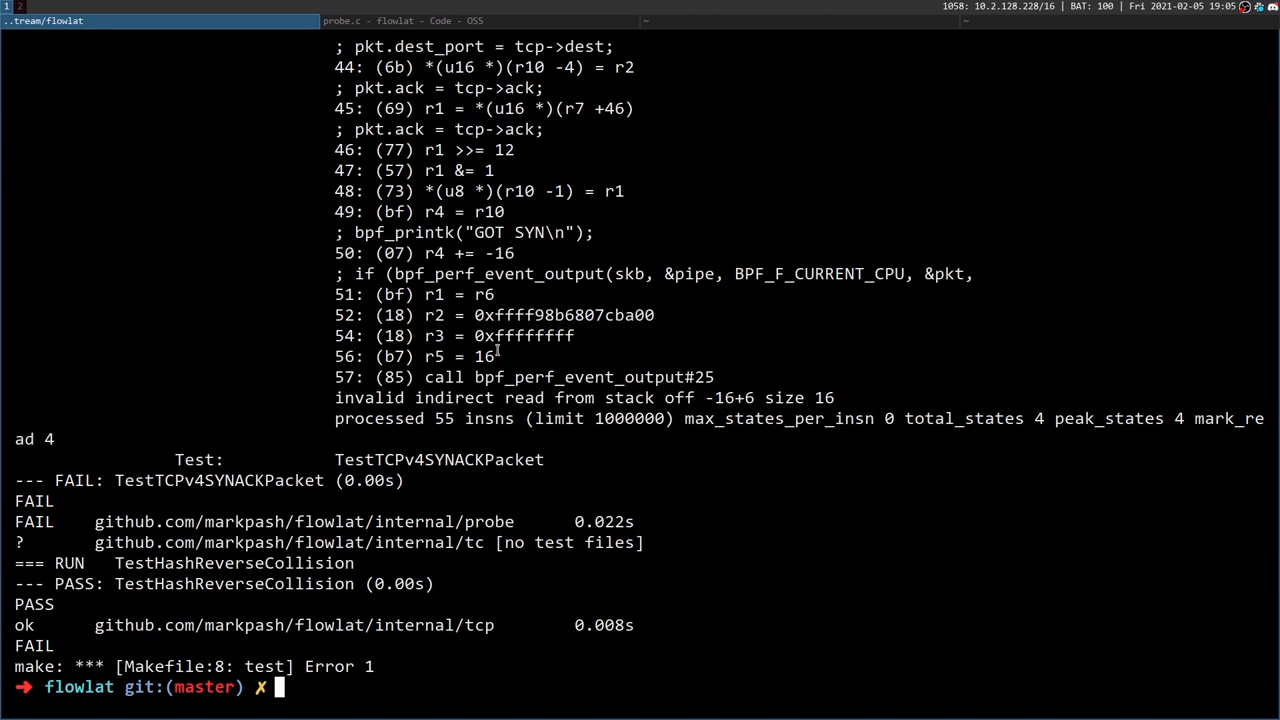 1 2 1058: 10.2.128.228/16 | BAT: 100 | Fri 2021-02-05 19:05
..tream/flowlat probe.c - flowlat - Code - OSS ~ ~
; pkt.dest_port = tcp->dest;
44: (6b) *(u16 *)(r10 -4) = r2
; pkt.ack = tcp->ack;
45: (69) r1 = *(u16 *)(r7 +46)
; pkt.ack = tcp->ack;
46: (77) r1 >>= 12
47: (57) r1 &= 1
48: (73) *(u8 *)(r10 -1) = r1
49: (bf) r4 = r10
; bpf_printk("GOT SYN\n");
50: (07) r4 += -16
; if (bpf_perf_event_output(skb, &pipe, BPF_F_CURRENT_CPU, &pkt,
51: (bf) r1 = r6
52: (18) r2 = 0xffff98b6807cba00
54: (18) r3 = 0xffffffff
56: (b7) r5 = 16
57: (85) call bpf_perf_event_output#25
invalid indirect read from stack off -16+6 size 16
processed 55 insns (limit 1000000) max_states_per_insn 0 total_states 4 peak_states 4 mark_re
ad 4
Test: TestTCPv4SYNACKPacket
--- FAIL: TestTCPv4SYNACKPacket (0.00s)
FAIL
FAIL github.com/markpash/flowlat/internal/probe 0.022s
? github.com/markpash/flowlat/internal/tc [no test files]
=== RUN TestHashReverseCollision
--- PASS: TestHashReverseCollision (0.00s)
PASS
ok github.com/markpash/flowlat/internal/tcp 0.008s
FAIL
make: *** [Makefile:8: test] Error 1
➜ flowlat git:(master) ✗